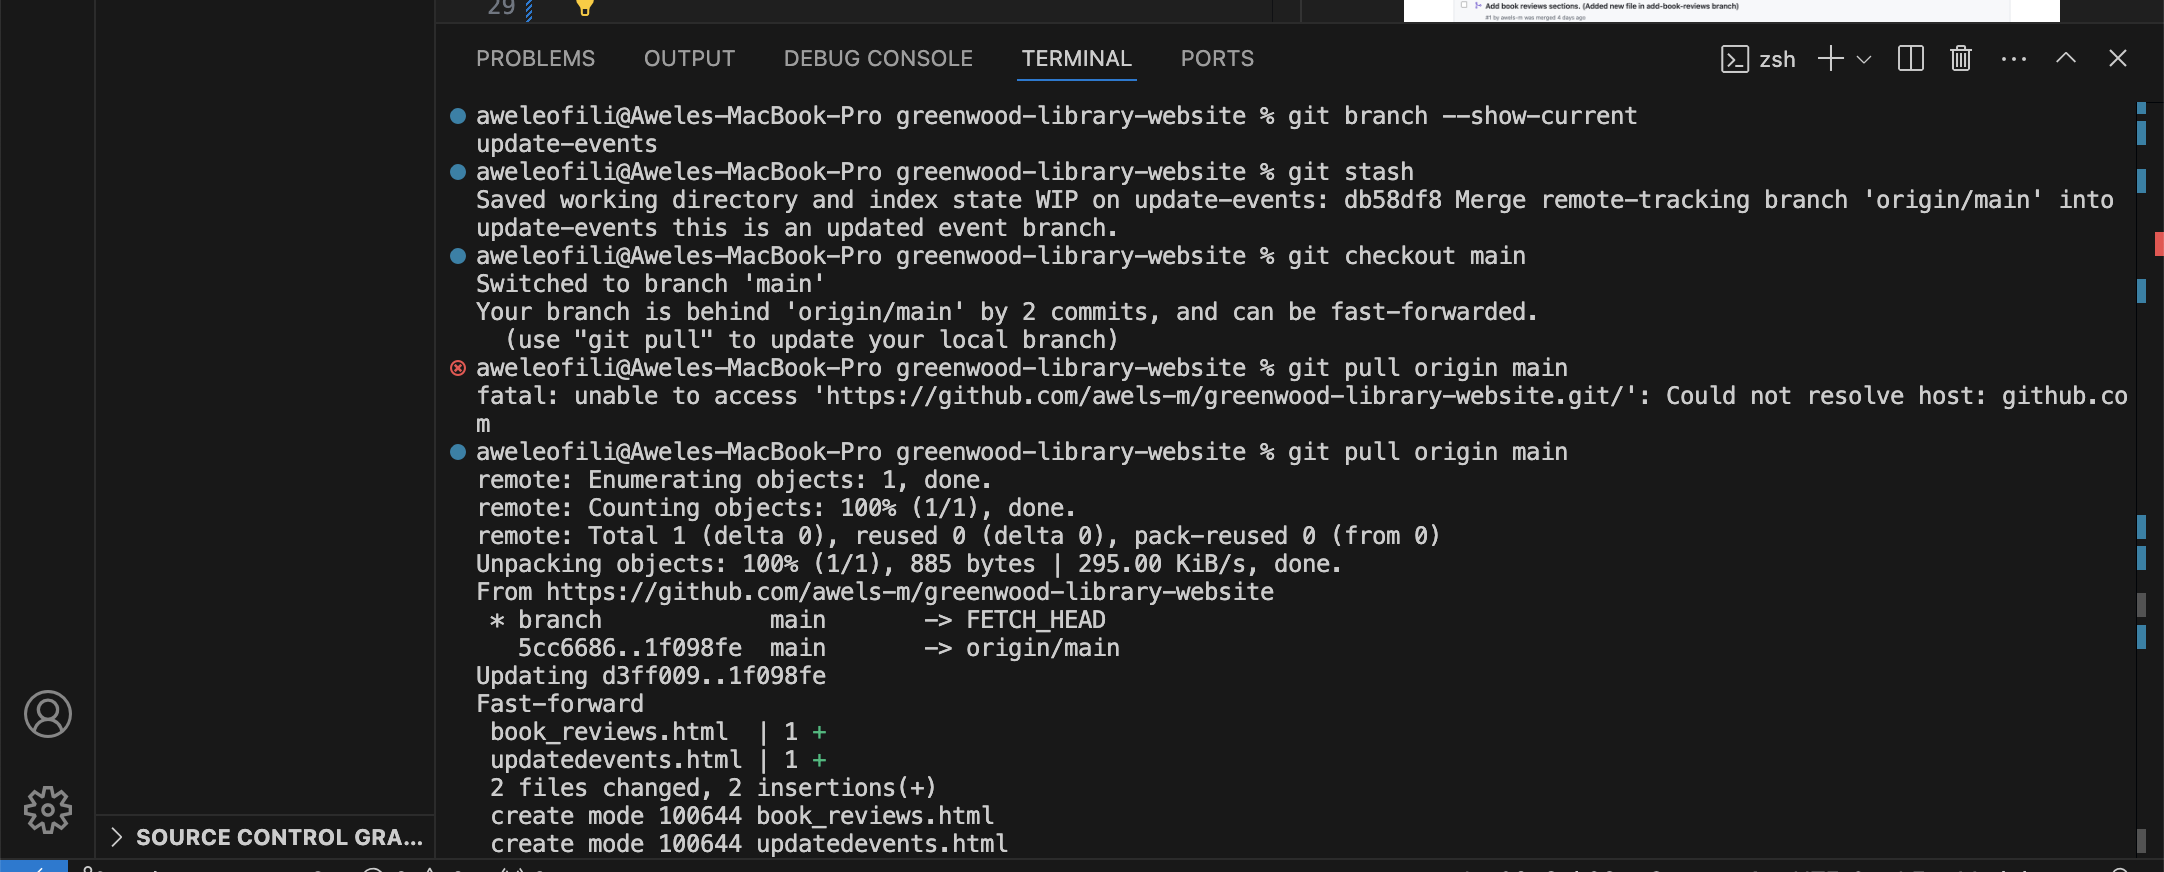 29
Add book reviews sections. (Added new file in add-book-reviews branch)
#1 by awels-m was merged 4 days ago
PROBLEMS OUTPUT DEBUG CONSOLE TERMINAL PORTS zsh
aweleofili@Aweles-MacBook-Pro greenwood-library-website % git branch --show-current
update-events
aweleofili@Aweles-MacBook-Pro greenwood-library-website % git stash
Saved working directory and index state WIP on update-events: db58df8 Merge remote-tracking branch 'origin/main' into
update-events this is an updated event branch.
aweleofili@Aweles-MacBook-Pro greenwood-library-website % git checkout main
Switched to branch 'main'
Your branch is behind 'origin/main' by 2 commits, and can be fast-forwarded.
(use "git pull" to update your local branch)
aweleofili@Aweles-MacBook-Pro greenwood-library-website % git pull origin main
fatal: unable to access 'https://github.com/awels-m/greenwood-library-website.git/': Could not resolve host: github.co
m
aweleofili@Aweles-MacBook-Pro greenwood-library-website % git pull origin main
remote: Enumerating objects: 1, done.
remote: Counting objects: 100% (1/1), done.
remote: Total 1 (delta 0), reused 0 (delta 0), pack-reused 0 (from 0)
Unpacking objects: 100% (1/1), 885 bytes | 295.00 KiB/s, done.
From https://github.com/awels-m/greenwood-library-website
* branch main -> FETCH_HEAD
5cc6686..1f098fe main -> origin/main
Updating d3ff009..1f098fe
Fast-forward
book_reviews.html | 1 +
updatedevents.html | 1 +
2 files changed, 2 insertions(+)
create mode 100644 book_reviews.html
create mode 100644 updatedevents.html
SOURCE CONTROL GRA...